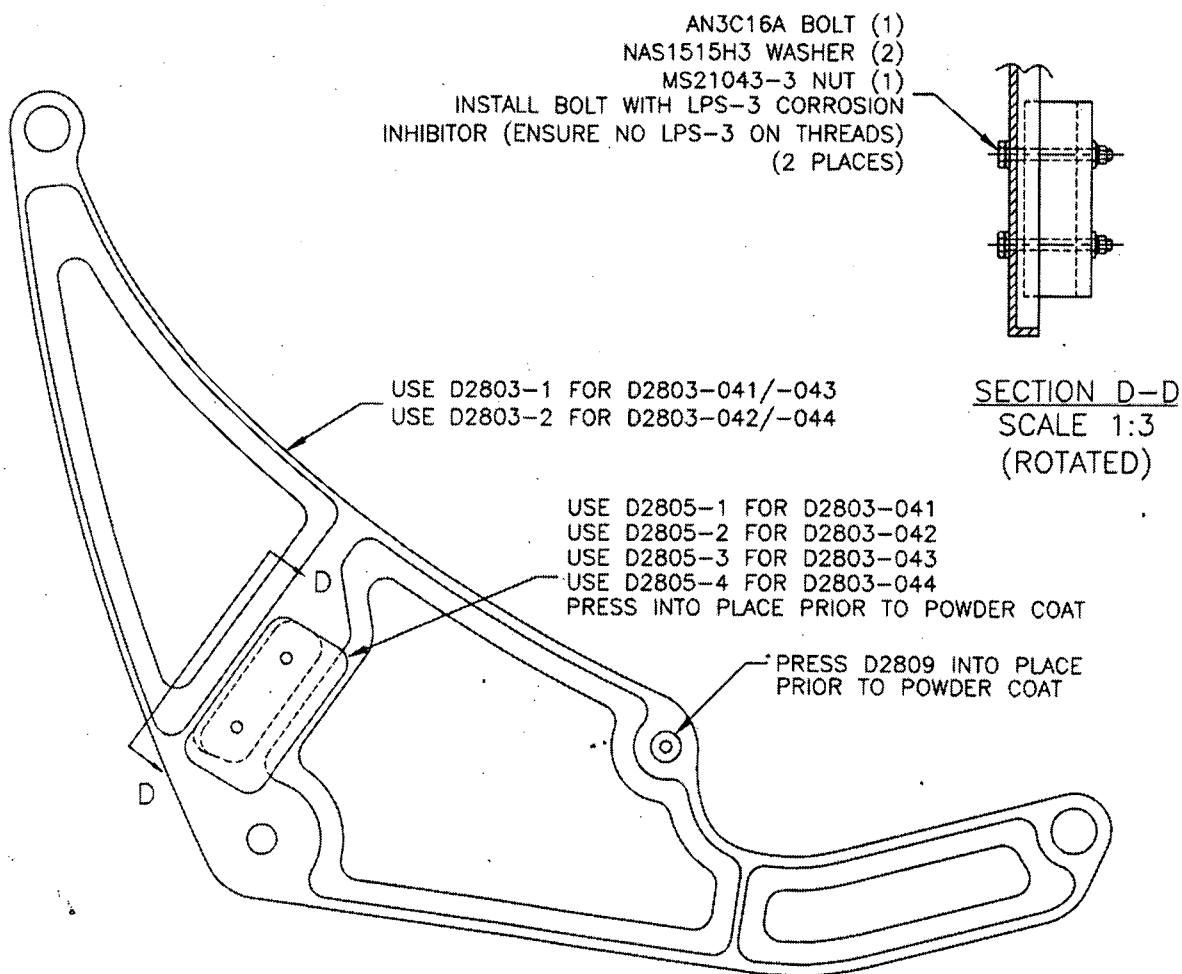 AN3C16A BOLT (1)
NAS1515H3 WASHER (2)
MS21043-3 NUT (1)
INSTALL BOLT WITH LPS-3 CORROSION
INHIBITOR (ENSURE NO LPS-3 ON THREADS)
(2 PLACES)
SECTION D-D
SCALE 1:3
(ROTATED)
USE D2803-1 FOR D2803-041/-043
USE D2803-2 FOR D2803-042/-044
USE D2805-1 FOR D2803-041
USE D2805-2 FOR D2803-042
USE D2805-3 FOR D2803-043
USE D2805-4 FOR D2803-044
PRESS INTO PLACE PRIOR TO POWDER COAT
D
PRESS D2809 INTO PLACE
PRIOR TO POWDER COAT
D